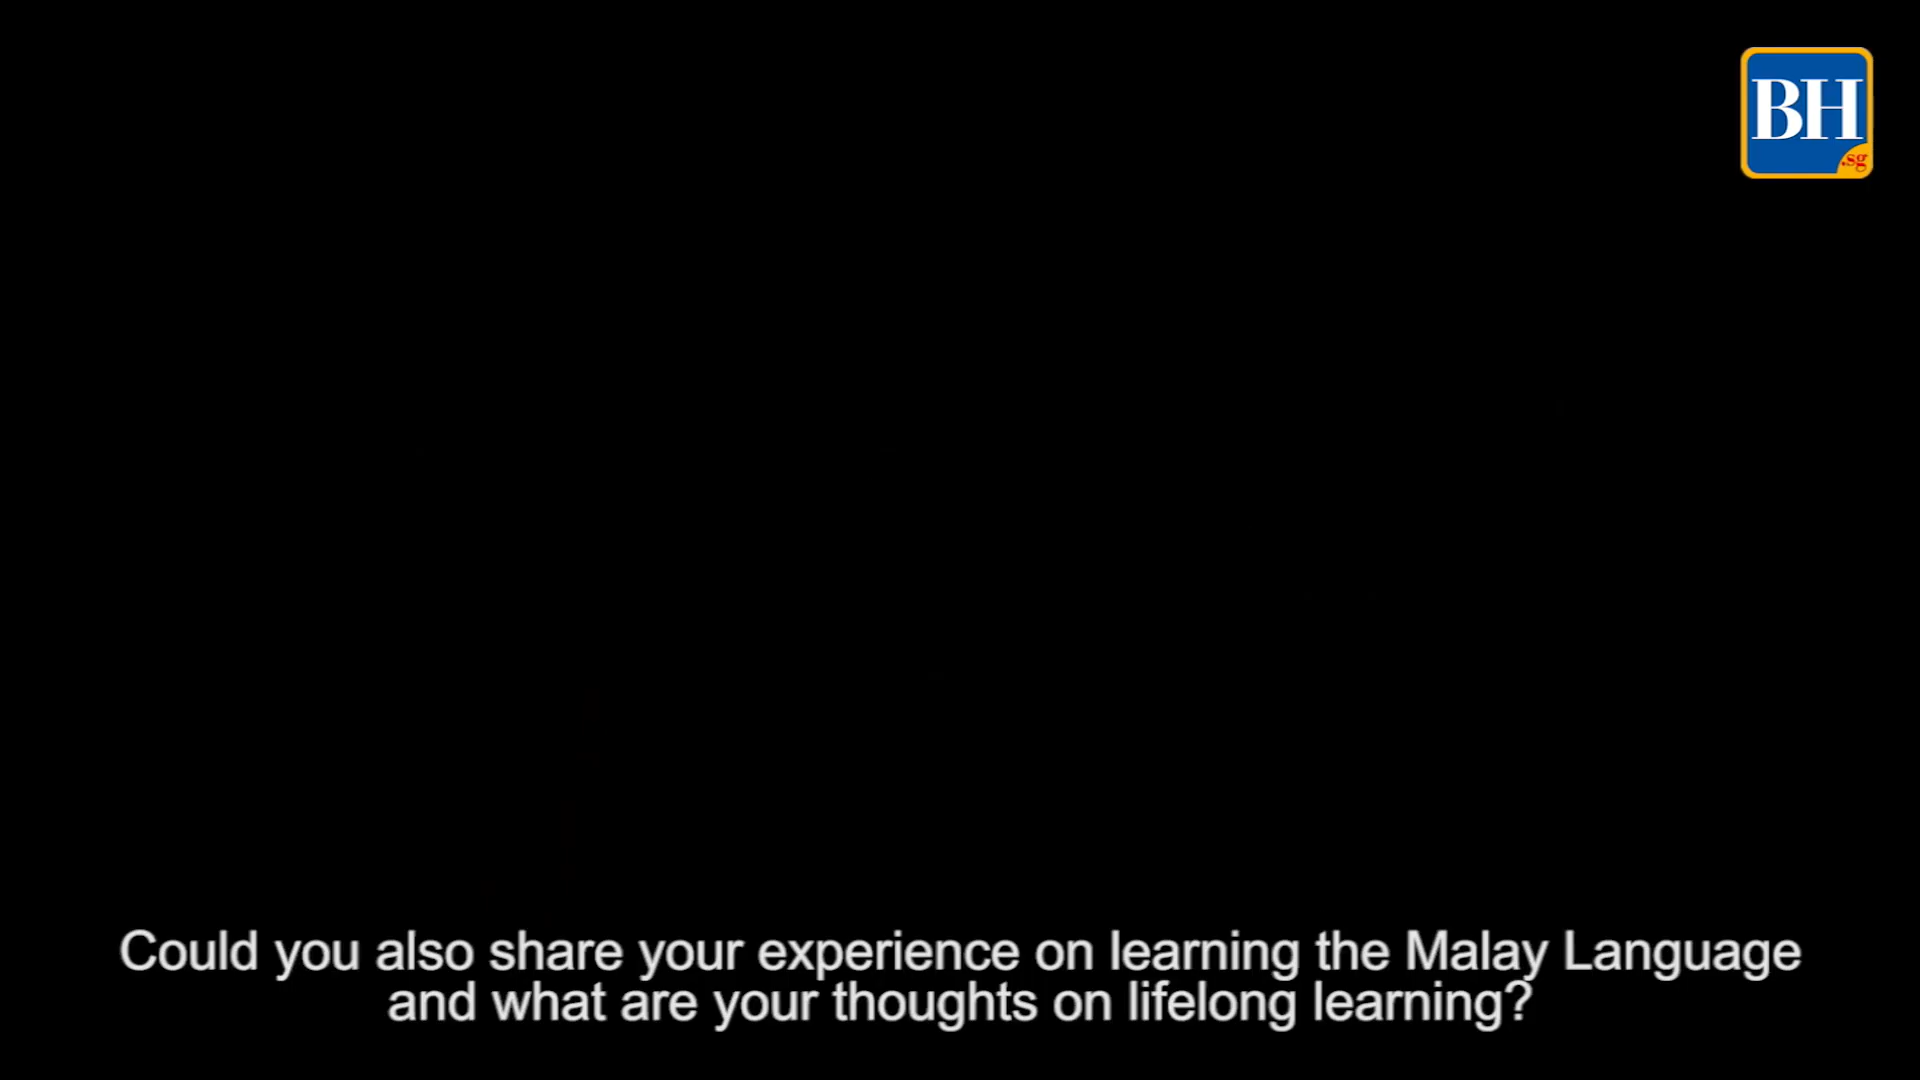 BH
.sg
Could you also share your experience on learning the Malay Language
and what are your thoughts on lifelong learning?